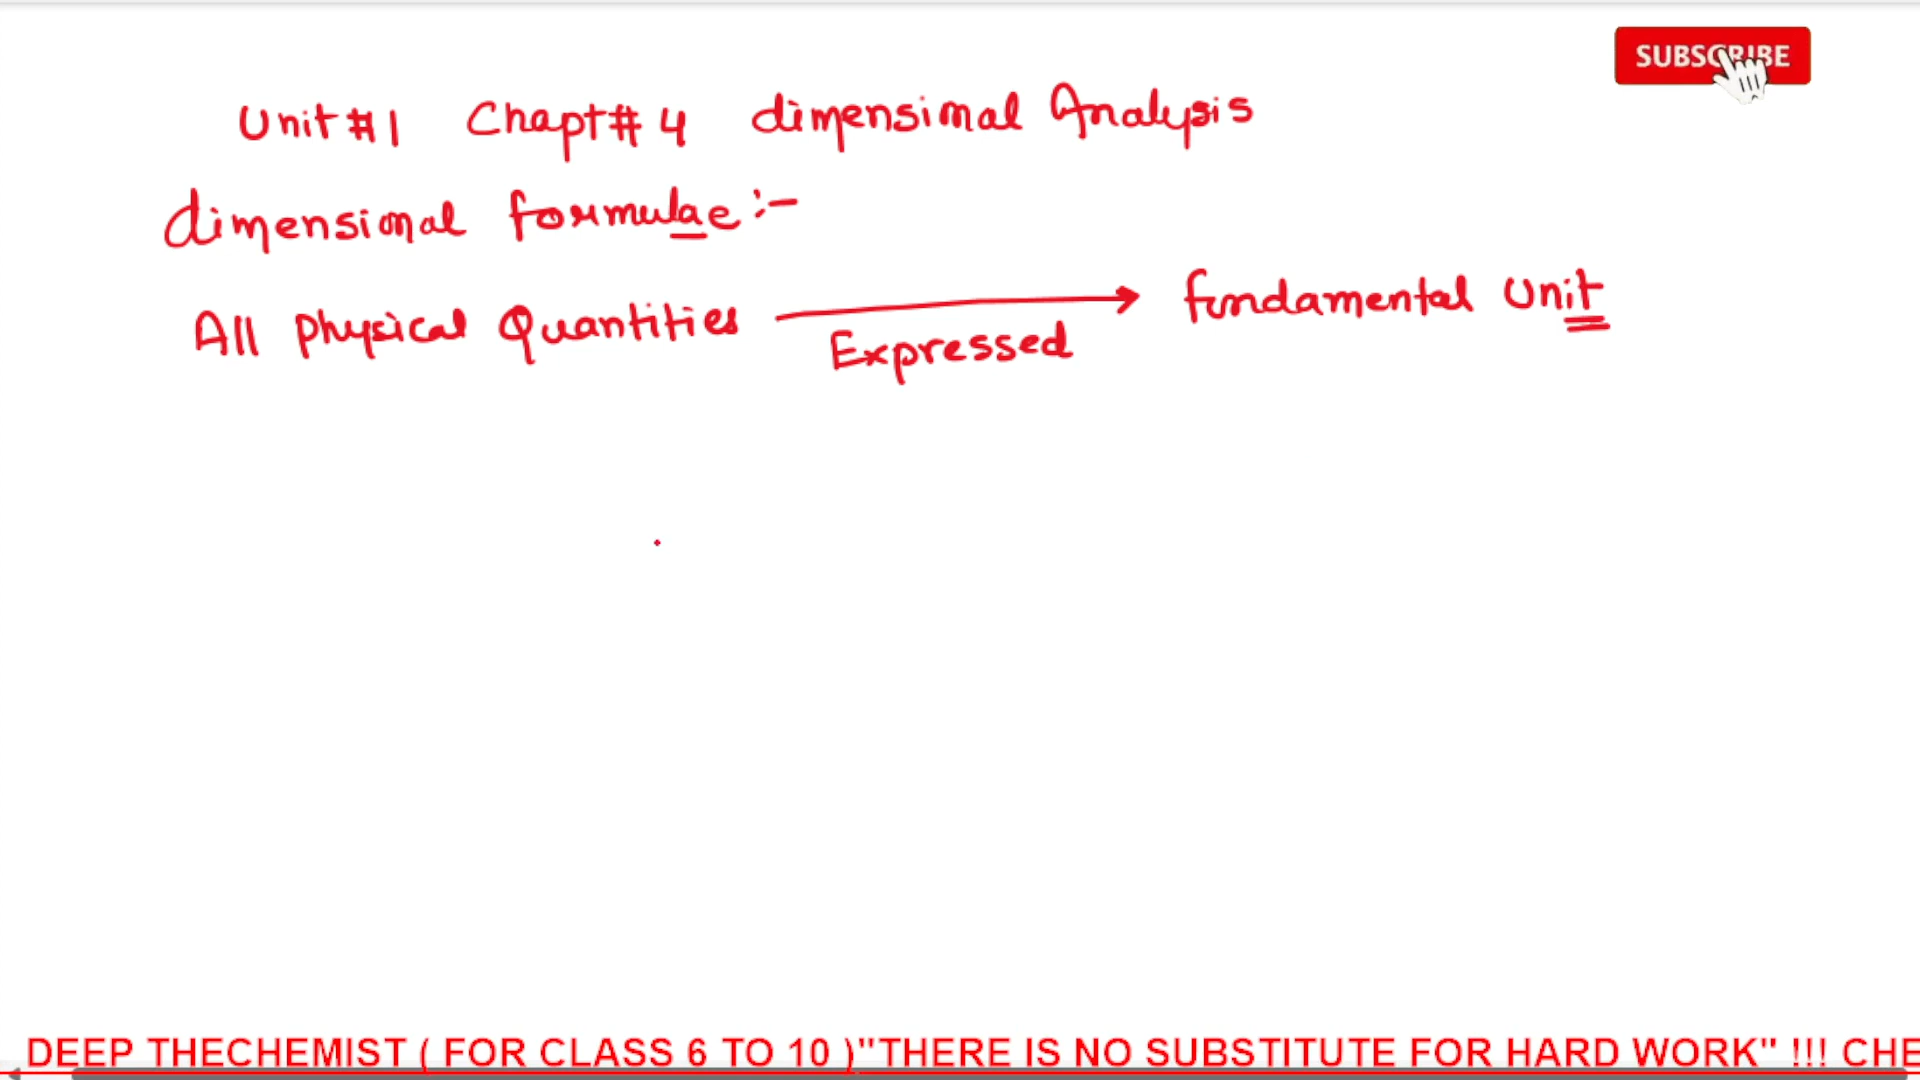 SUBSCRIBE
Unit #1 Chapt# 4 dimensional Analysis
dimensional formulae :-
All Physical Quantities → fundamental Unit
Expressed
DEEP THECHEMIST ( FOR CLASS 6 TO 10 )"THERE IS NO SUBSTITUTE FOR HARD WORK" !!! CHE